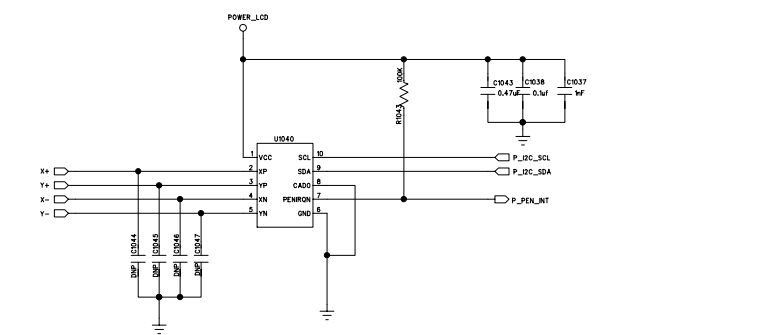 POWER_LCD
100K
R1043
C1043
0.47uF
C1038
0.1uf
C1037
1nF
U1040
1 VCC SCL 10 P_I2C_SCL
X+ 2 XP SDA 9 P_I2C_SDA
Y+ 3 YP CADO 8
X- 4 XN PENIRQN 7 P_PEN_INT
Y- 5 YN GND 6
C1044
C1045
C1046
C1047
DNP
DNP
DNP
DNP